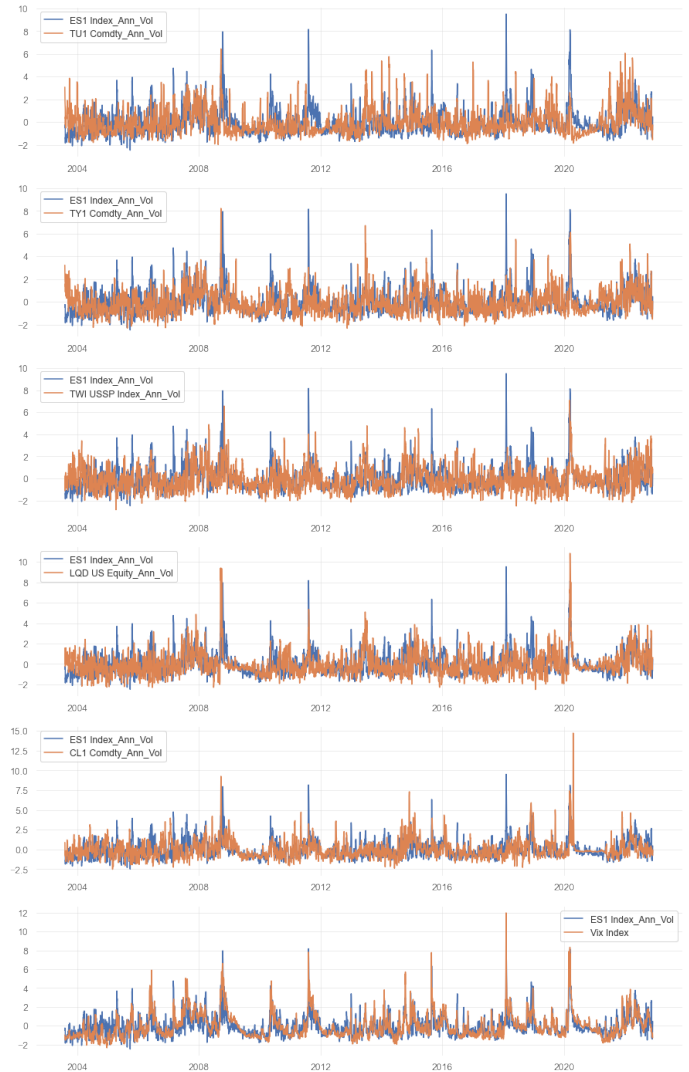 10
8
6
4
2
0
−2
ES1 Index_Ann_Vol
TU1 Comdty_Ann_Vol
2004 2008 2012 2016 2020
10
8
6
4
2
0
−2
ES1 Index_Ann_Vol
TY1 Comdty_Ann_Vol
2004 2008 2012 2016 2020
10
8
6
4
2
0
−2
ES1 Index_Ann_Vol
TWI USSP Index_Ann_Vol
2004 2008 2012 2016 2020
10
8
6
4
2
0
−2
ES1 Index_Ann_Vol
LQD US Equity_Ann_Vol
2004 2008 2012 2016 2020
15.0
12.5
10.0
7.5
5.0
2.5
0.0
−2.5
ES1 Index_Ann_Vol
CL1 Comdty_Ann_Vol
2004 2008 2012 2016 2020
12
10
8
6
4
2
0
−2
ES1 Index_Ann_Vol
Vix Index
2004 2008 2012 2016 2020